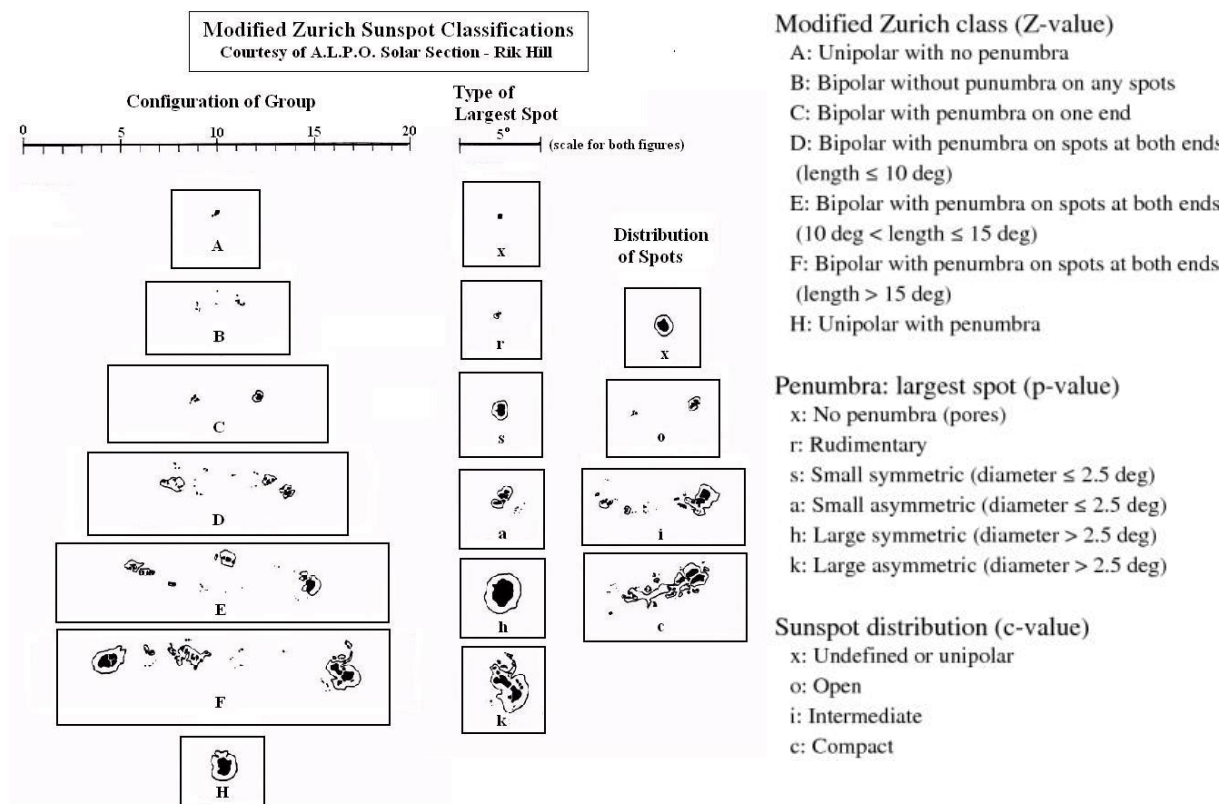 Modified Zurich Sunspot Classifications
Courtesy of A.L.P.O. Solar Section - Rik Hill
Configuration of Group
0 5 10 15 20
A
B
C
D
E
F
H
Type of
Largest Spot
5°
(scale for both figures)
x
r
s
a
h
k
Distribution
of Spots
x
o
i
c
Modified Zurich class (Z-value)
A: Unipolar with no penumbra
B: Bipolar without punumbra on any spots
C: Bipolar with penumbra on one end
D: Bipolar with penumbra on spots at both ends
(length ≤ 10 deg)
E: Bipolar with penumbra on spots at both ends
(10 deg < length ≤ 15 deg)
F: Bipolar with penumbra on spots at both ends
(length > 15 deg)
H: Unipolar with penumbra
Penumbra: largest spot (p-value)
x: No penumbra (pores)
r: Rudimentary
s: Small symmetric (diameter ≤ 2.5 deg)
a: Small asymmetric (diameter ≤ 2.5 deg)
h: Large symmetric (diameter > 2.5 deg)
k: Large asymmetric (diameter > 2.5 deg)
Sunspot distribution (c-value)
x: Undefined or unipolar
o: Open
i: Intermediate
c: Compact